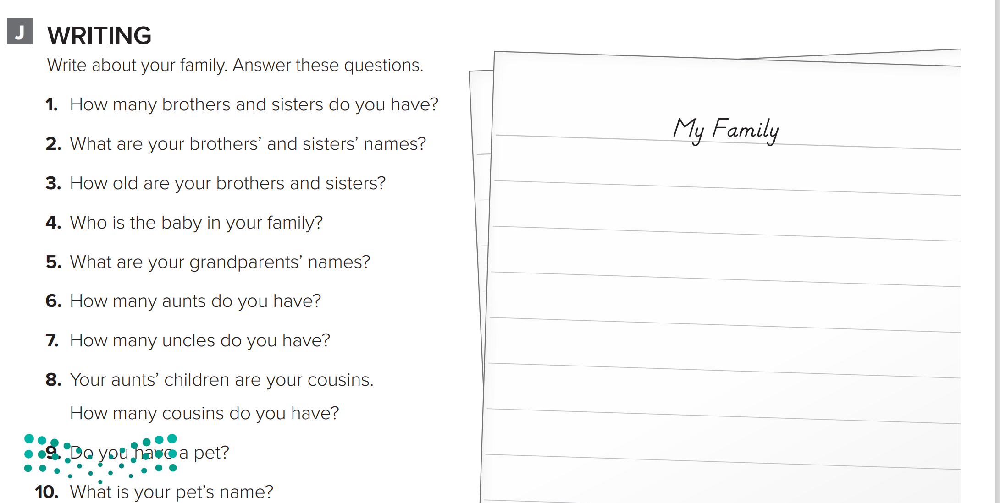 J WRITING
Write about your family. Answer these questions.
1. How many brothers and sisters do you have?
2. What are your brothers’ and sisters’ names?
3. How old are your brothers and sisters?
4. Who is the baby in your family?
5. What are your grandparents’ names?
6. How many aunts do you have?
7. How many uncles do you have?
8. Your aunts’ children are your cousins.
How many cousins do you have?
9. Do you have a pet?
10. What is your pet’s name?
My Family